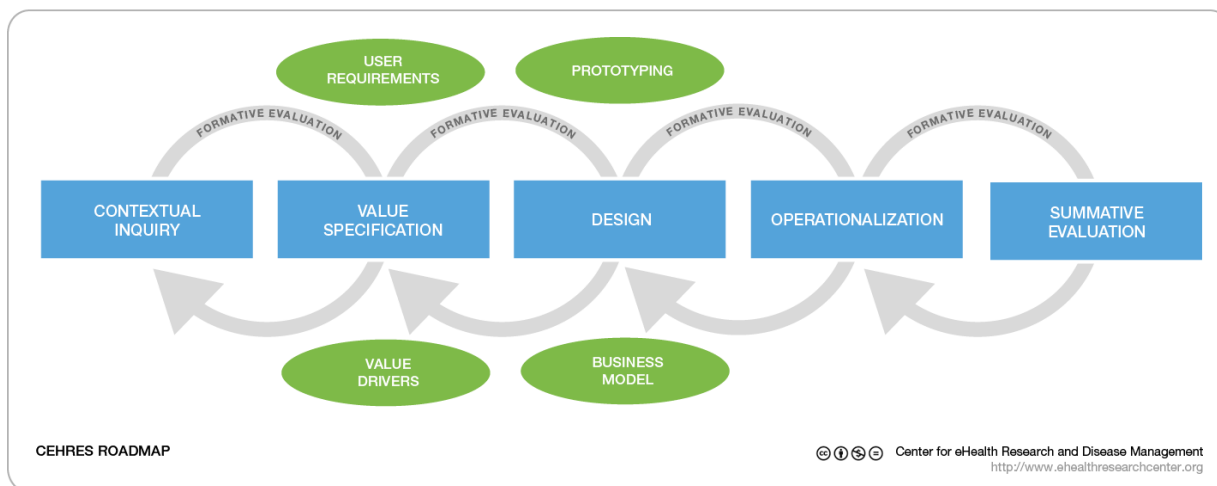 USER
REQUIREMENTS
PROTOTYPING
FORMATIVE EVALUATION
FORMATIVE EVALUATION
FORMATIVE EVALUATION
FORMATIVE EVALUATION
CONTEXTUAL
INQUIRY
VALUE
SPECIFICATION
DESIGN
OPERATIONALIZATION
SUMMATIVE
EVALUATION
VALUE
DRIVERS
BUSINESS
MODEL
CEHRES ROADMAP
cc Center for eHealth Research and Disease Management
http://www.ehealthresearchcenter.org